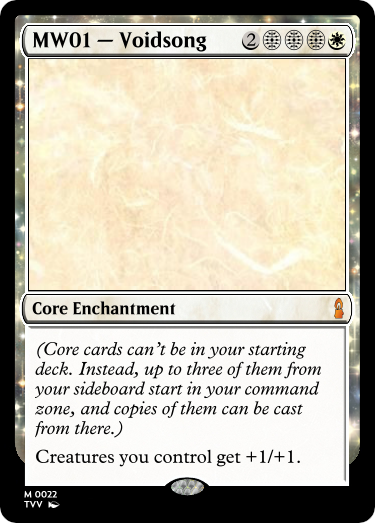 MW01 — Voidsong 2
Core Enchantment
(Core cards can't be in your starting
deck. Instead, up to three of them from
your sideboard start in your command
zone, and copies of them can be cast
from there.)
Creatures you control get +1/+1.
M 0022
TVV